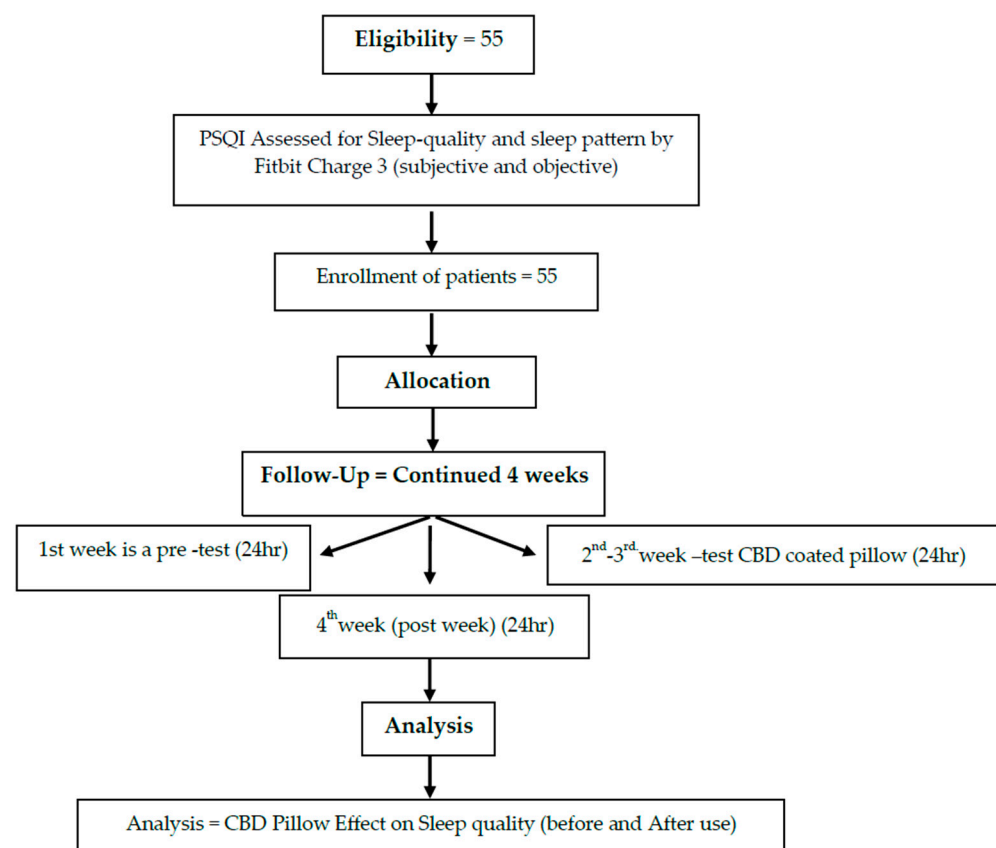 Eligibility = 55
PSQI Assessed for Sleep-quality and sleep pattern by
Fitbit Charge 3 (subjective and objective)
Enrollment of patients = 55
Allocation
Follow-Up = Continued 4 weeks
1st week is a pre -test (24hr)
2nd-3rd. week –test CBD coated pillow (24hr)
4th week (post week) (24hr)
Analysis
Analysis = CBD Pillow Effect on Sleep quality (before and After use)